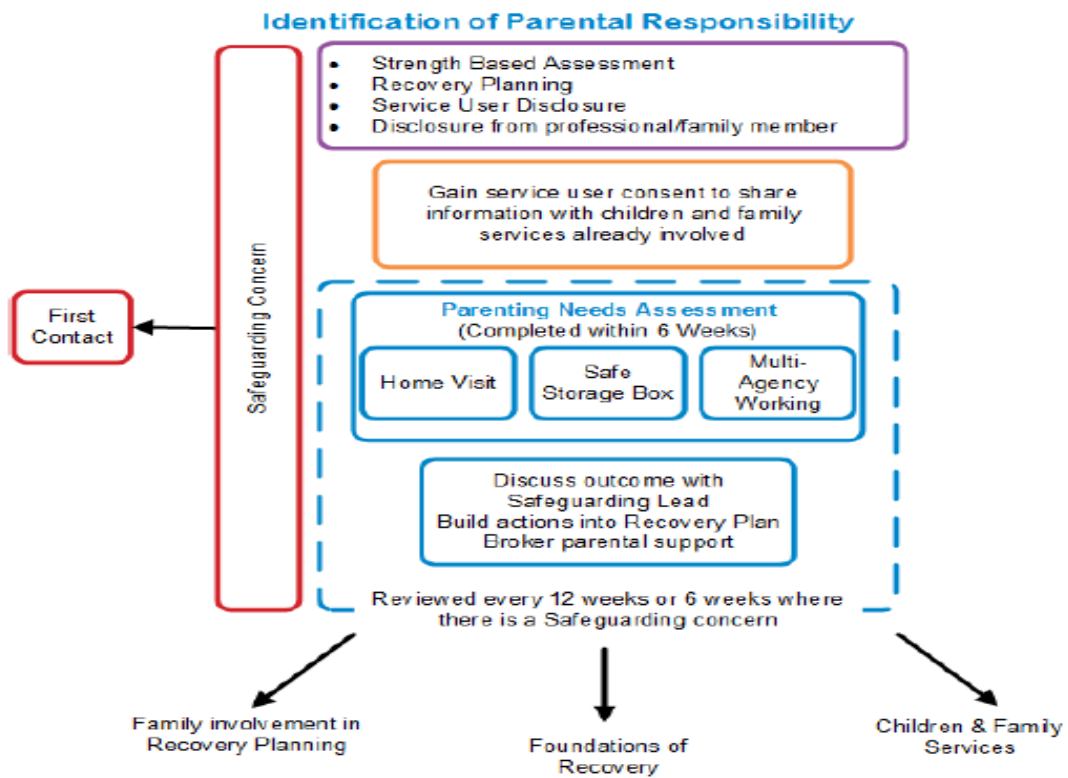 Identification of Parental Responsibility
• Strength Based Assessment
• Recovery Planning
• Service User Disclosure
• Disclosure from professional/family member
Gain service user consent to share
information with children and family
services already involved
Safeguarding Concern
First
Contact
Parenting Needs Assessment
(Completed within 6 Weeks)
Home Visit
Safe
Storage Box
Multi-
Agency
Working
Discuss outcome with
Safeguarding Lead
Build actions into Recovery Plan
Broker parental support
Reviewed every 12 weeks or 6 weeks where
there is a Safeguarding concern
Family involvement in
Recovery Planning
Foundations of
Recovery
Children & Family
Services